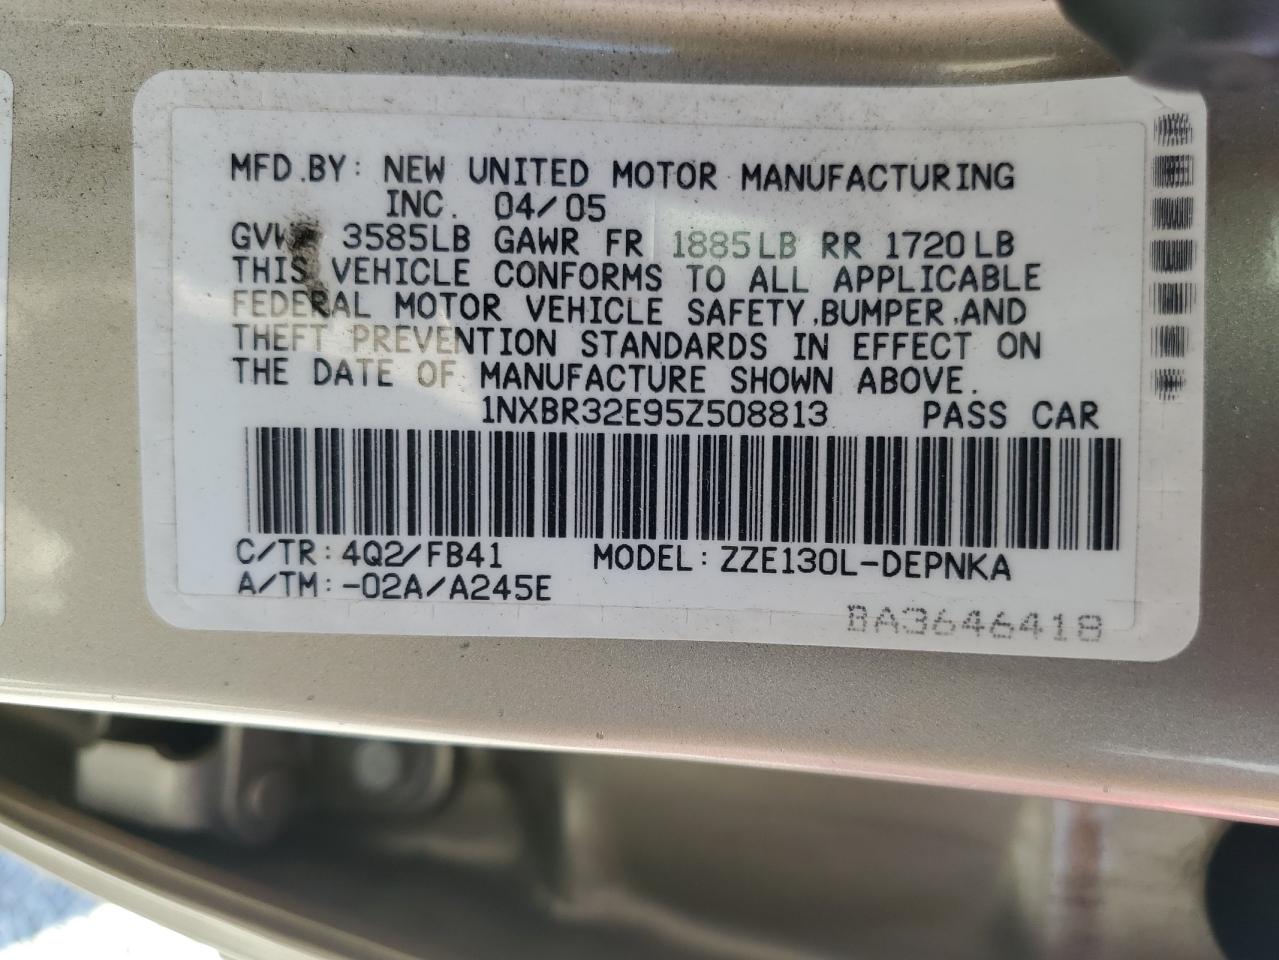 MFD.BY: NEW UNITED MOTOR MANUFACTURING
INC. 04/05
3585LB GAWR FR 1885LB RR 1720LB
THIS VEHICLE CONFORMS TO ALL APPLICABLE
FEDERAL MOTOR VEHICLE SAFETY,BUMPER,AND
THEFT PREVENTION STANDARDS IN EFFECT ON
THE DATE OF MANUFACTURE SHOWN ABOVE.
1NXBR32E95Z508813 PASS CAR
C/TR:4Q2/FB41 MODEL:ZZE130L-DEPNKA
A/TM:-02A/A245E
BA3646418